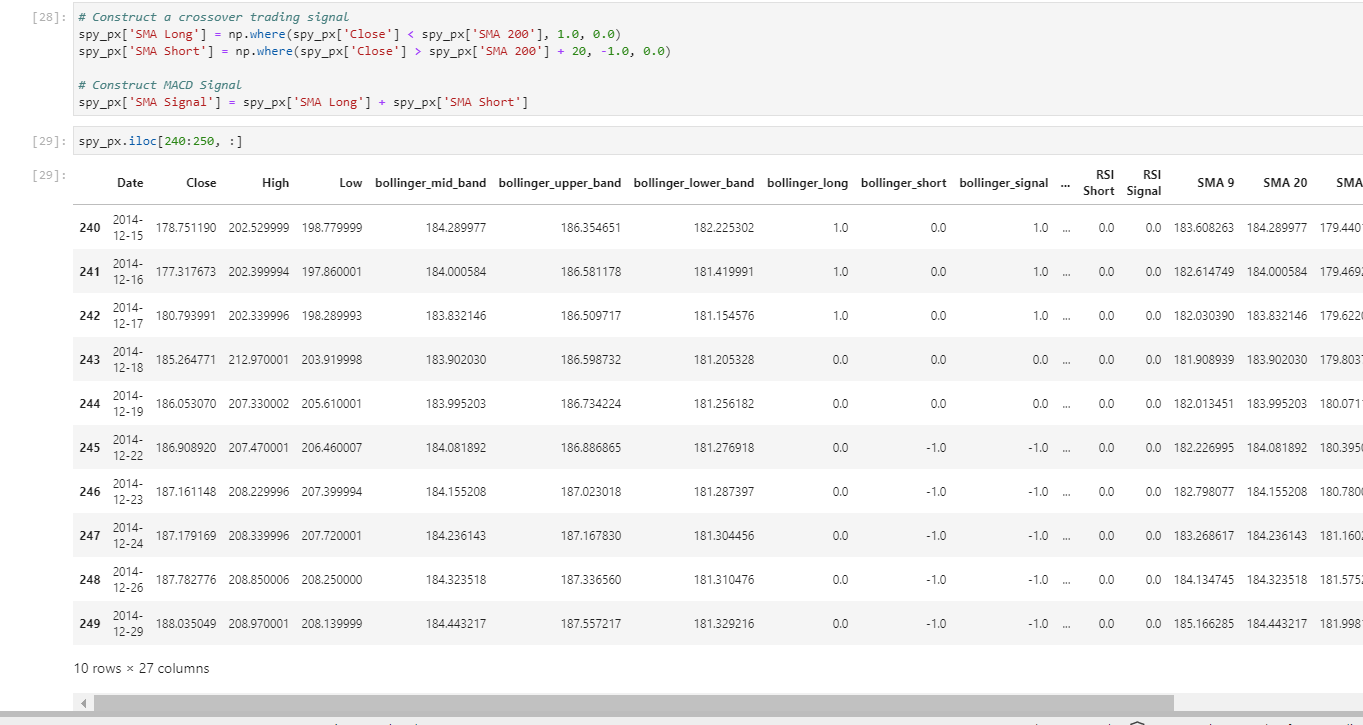 [28]: # Construct a crossover trading signal
spy_px['SMA Long'] = np.where(spy_px['Close'] < spy_px['SMA 200'], 1.0, 0.0)
spy_px['SMA Short'] = np.where(spy_px['Close'] > spy_px['SMA 200'] + 20, -1.0, 0.0)
# Construct MACD Signal
spy_px['SMA Signal'] = spy_px['SMA Long'] + spy_px['SMA Short']
[29]: spy_px.iloc[240:250, :]
[29]:
Date Close High Low bollinger_mid_band bollinger_upper_band bollinger_lower_band bollinger_long bollinger_short bollinger_signal ... RSI Short RSI Signal SMA 9 SMA 20 SMA
240 2014-12-15 178.751190 202.529999 198.779999 184.289977 186.354651 182.225302 1.0 0.0 1.0 ... 0.0 0.0 183.608263 184.289977 179.440
241 2014-12-16 177.317673 202.399994 197.860001 184.000584 186.581178 181.419991 1.0 0.0 1.0 ... 0.0 0.0 182.614749 184.000584 179.469
242 2014-12-17 180.793991 202.339996 198.289993 183.832146 186.509717 181.154576 1.0 0.0 1.0 ... 0.0 0.0 182.030390 183.832146 179.622
243 2014-12-18 185.264771 212.970001 203.919998 183.902030 186.598732 181.205328 0.0 0.0 0.0 ... 0.0 0.0 181.908939 183.902030 179.803
244 2014-12-19 186.053070 207.330002 205.610001 183.995203 186.734224 181.256182 0.0 0.0 0.0 ... 0.0 0.0 182.013451 183.995203 180.071
245 2014-12-22 186.908920 207.470001 206.460007 184.081892 186.886865 181.276918 0.0 -1.0 -1.0 ... 0.0 0.0 182.226995 184.081892 180.395
246 2014-12-23 187.161148 208.229996 207.399994 184.155208 187.023018 181.287397 0.0 -1.0 -1.0 ... 0.0 0.0 182.798077 184.155208 180.780
247 2014-12-24 187.179169 208.339996 207.720001 184.236143 187.167830 181.304456 0.0 -1.0 -1.0 ... 0.0 0.0 183.268617 184.236143 181.160
248 2014-12-26 187.782776 208.850006 208.250000 184.323518 187.336560 181.310476 0.0 -1.0 -1.0 ... 0.0 0.0 184.134745 184.323518 181.575
249 2014-12-29 188.035049 208.970001 208.139999 184.443217 187.557217 181.329216 0.0 -1.0 -1.0 ... 0.0 0.0 185.166285 184.443217 181.998
10 rows × 27 columns